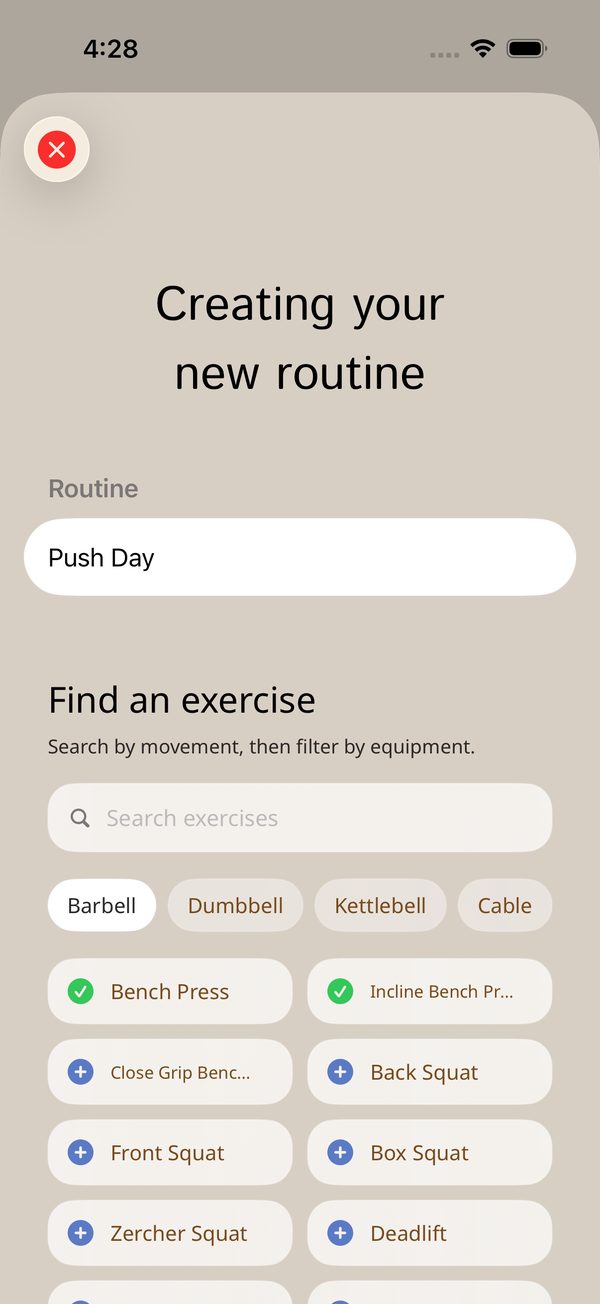 4:28
Creating your
new routine
Routine
Push Day
Find an exercise
Search by movement, then filter by equipment.
Search exercises
Barbell Dumbbell Kettlebell Cable
Bench Press Incline Bench Pr...
Close Grip Benc... Back Squat
Front Squat Box Squat
Zercher Squat Deadlift